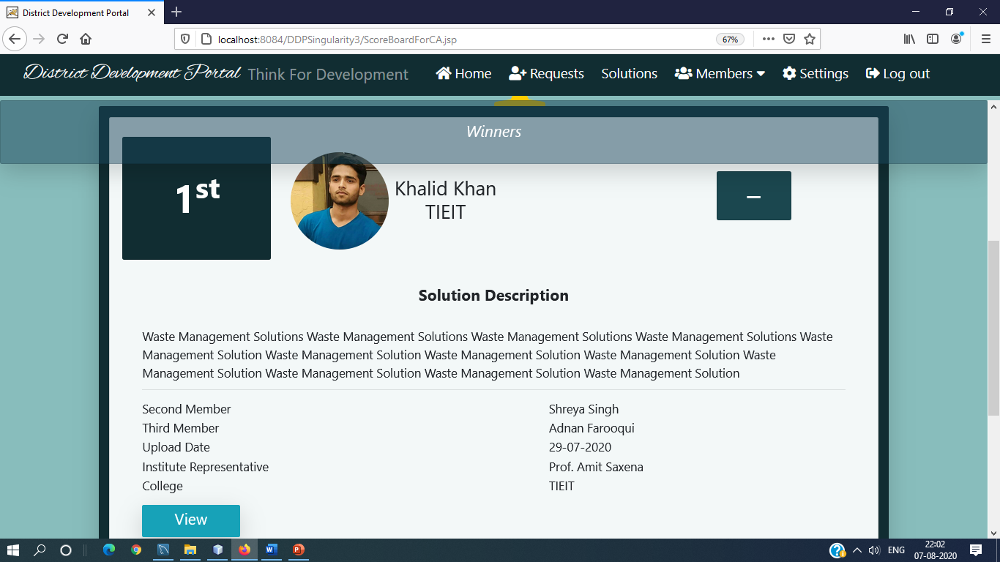 District Development Portal
localhost:8084/DDPSingularity3/ScoreBoardForCA.jsp 67%
District Development Portal Think For Development Home Requests Solutions Members Settings Log out
Winners
1st
Khalid Khan
TIEIT
Solution Description
Waste Management Solutions Waste Management Solutions Waste Management Solutions Waste Management Solutions Waste
Management Solution Waste Management Solution Waste Management Solution Waste Management Solution Waste
Management Solution Waste Management Solution Waste Management Solution Waste Management Solution
Second Member Shreya Singh
Third Member Adnan Farooqui
Upload Date 29-07-2020
Institute Representative Prof. Amit Saxena
College TIEIT
View
ENG 22:02
07-08-2020